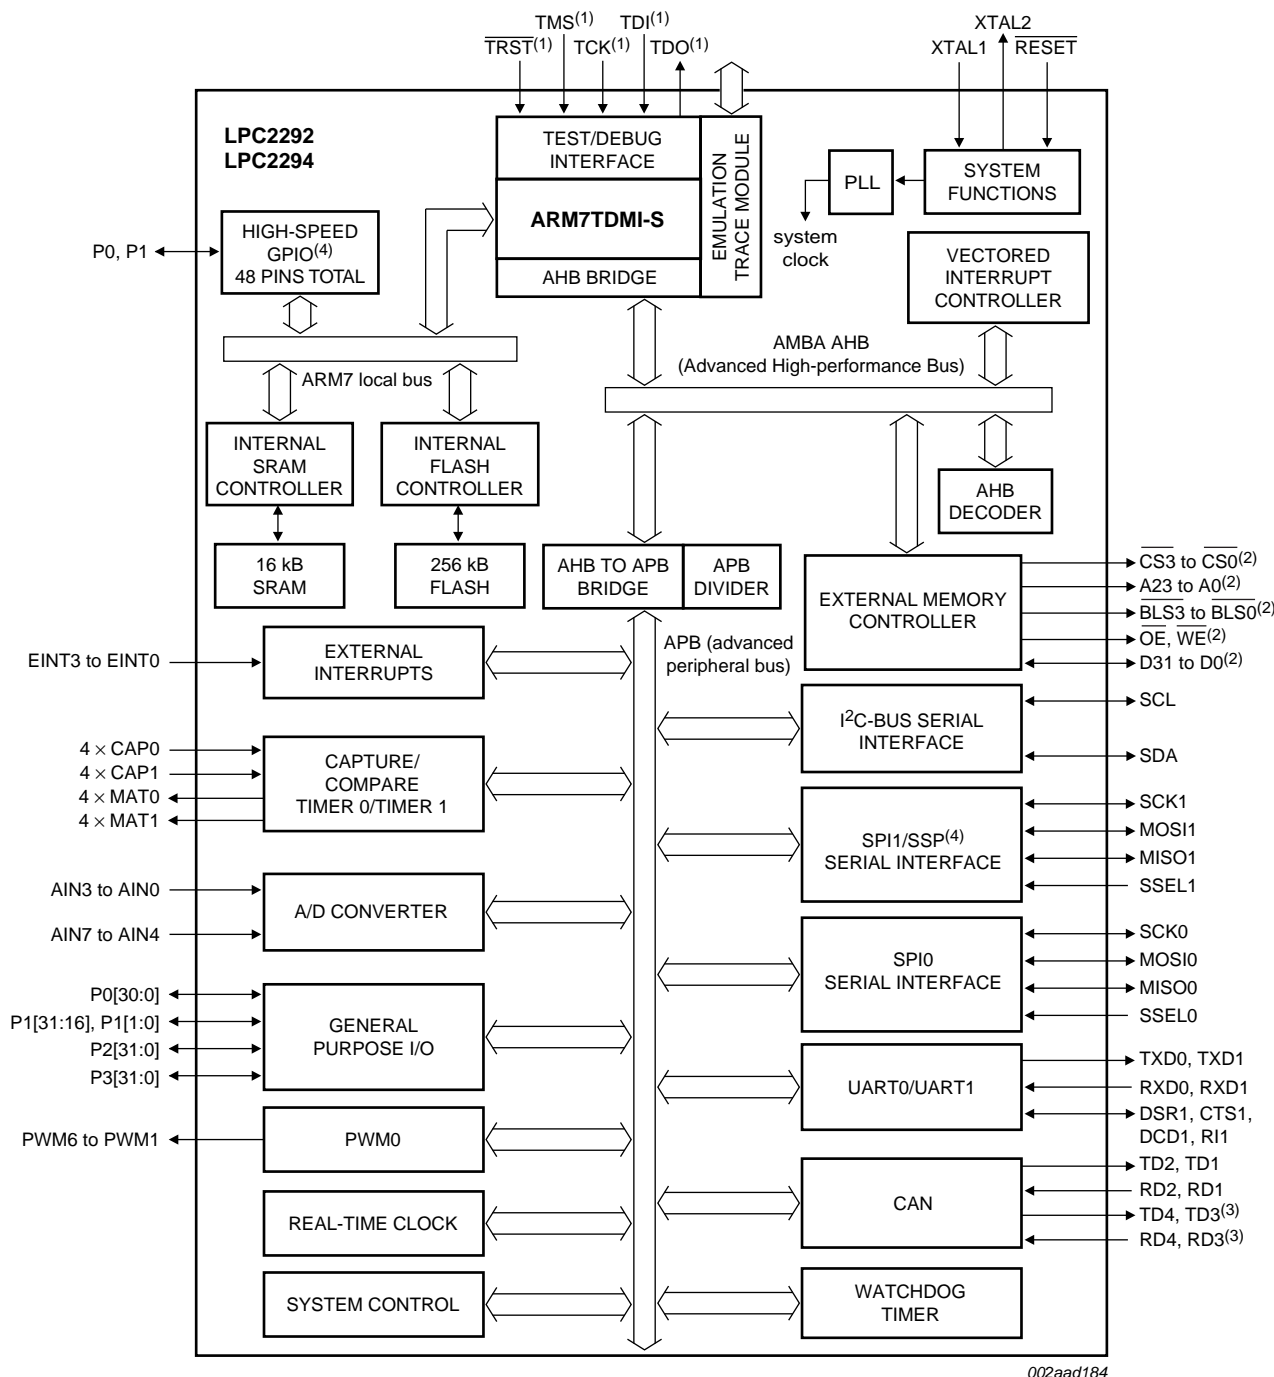 TMS(1)
TDI(1)
XTAL2
TRST(1)
TCK(1)
TDO(1)
XTAL1
RESET
LPC2292
LPC2294
TEST/DEBUG
INTERFACE
ARM7TDMI-S
AHB BRIDGE
EMULATION
TRACE MODULE
PLL
SYSTEM
FUNCTIONS
system
clock
P0, P1
HIGH-SPEED
GPIO(4)
48 PINS TOTAL
VECTORED
INTERRUPT
CONTROLLER
AMBA AHB
(Advanced High-performance Bus)
ARM7 local bus
INTERNAL
SRAM
CONTROLLER
INTERNAL
FLASH
CONTROLLER
AHB
DECODER
16 kB
SRAM
256 kB
FLASH
AHB TO APB
BRIDGE
APB
DIVIDER
EXTERNAL MEMORY
CONTROLLER
CS3 to CS0(2)
A23 to A0(2)
BLS3 to BLS0(2)
OE, WE(2)
D31 to D0(2)
APB (advanced
peripheral bus)
EINT3 to EINT0
EXTERNAL
INTERRUPTS
I2C-BUS SERIAL
INTERFACE
SCL
SDA
4 × CAP0
4 × CAP1
4 × MAT0
4 × MAT1
CAPTURE/
COMPARE
TIMER 0/TIMER 1
SPI1/SSP(4)
SERIAL INTERFACE
SCK1
MOSI1
MISO1
SSEL1
AIN3 to AIN0
AIN7 to AIN4
A/D CONVERTER
SPI0
SERIAL INTERFACE
SCK0
MOSI0
MISO0
SSEL0
P0[30:0]
P1[31:16], P1[1:0]
P2[31:0]
P3[31:0]
GENERAL
PURPOSE I/O
UART0/UART1
TXD0, TXD1
RXD0, RXD1
DSR1, CTS1,
DCD1, RI1
PWM6 to PWM1
PWM0
CAN
TD2, TD1
RD2, RD1
TD4, TD3(3)
RD4, RD3(3)
REAL-TIME CLOCK
SYSTEM CONTROL
WATCHDOG
TIMER
002aad184